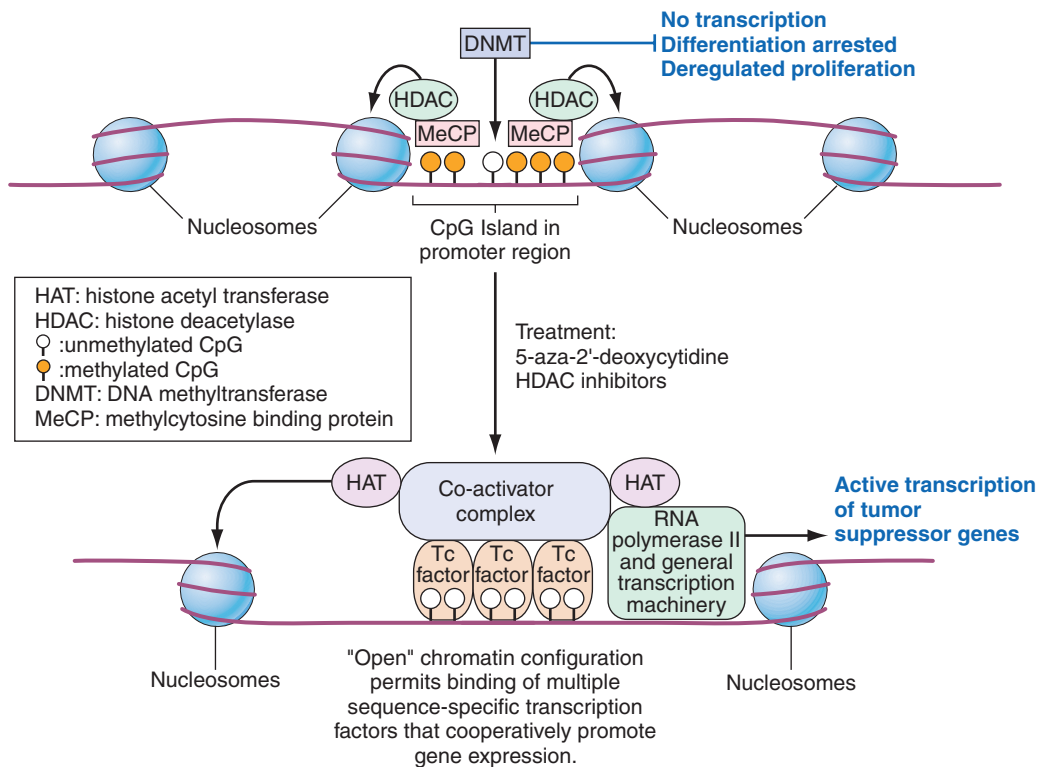 No transcription
Differentiation arrested
Deregulated proliferation
DNMT
HDAC
HDAC
MeCP
MeCP
Nucleosomes
Nucleosomes
CpG Island in
promoter region
HAT: histone acetyl transferase
HDAC: histone deacetylase
:unmethylated CpG
:methylated CpG
DNMT: DNA methyltransferase
MeCP: methylcytosine binding protein
Treatment:
5-aza-2'-deoxycytidine
HDAC inhibitors
HAT
Co-activator
complex
HAT
Tc
factor
Tc
factor
Tc
factor
RNA
polymerase II
and general
transcription
machinery
Active transcription
of tumor
suppressor genes
Nucleosomes
Nucleosomes
"Open" chromatin configuration
permits binding of multiple
sequence-specific transcription
factors that cooperatively promote
gene expression.